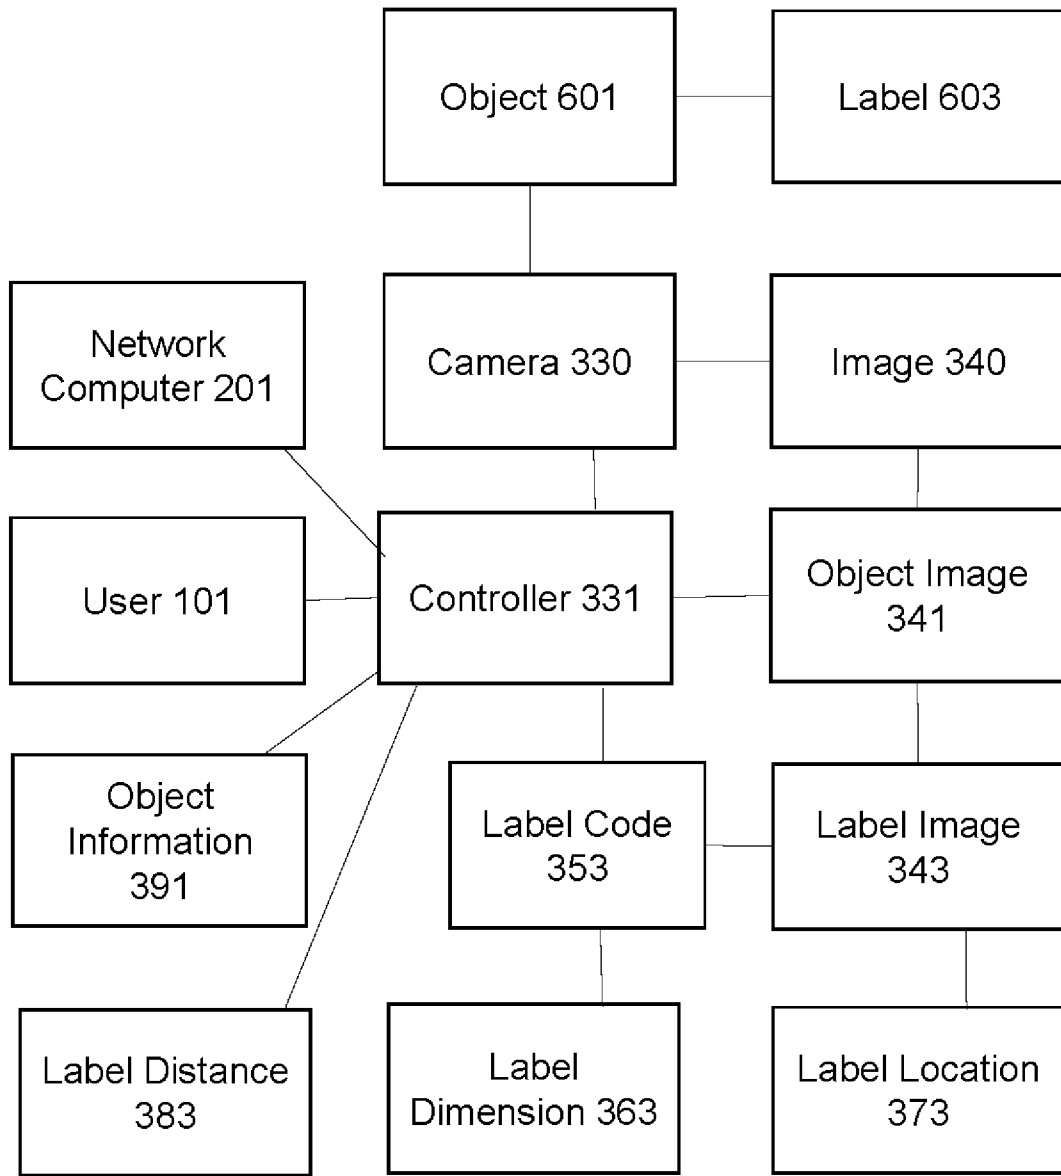 Object 601
Label 603
Network
Computer 201
Camera 330
Image 340
User 101
Controller 331
Object Image
341
Object
Information
391
Label Code
353
Label Image
343
Label Distance
383
Label
Dimension 363
Label Location
373